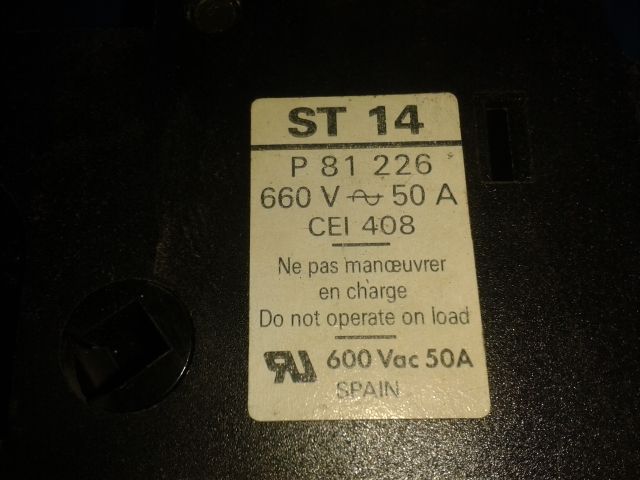 ST 14
P 81 226
660 V ~ 50 A
CEI 408
Ne pas manœuvrer
en charge
Do not operate on load
RU 600 Vac 50A
SPAIN